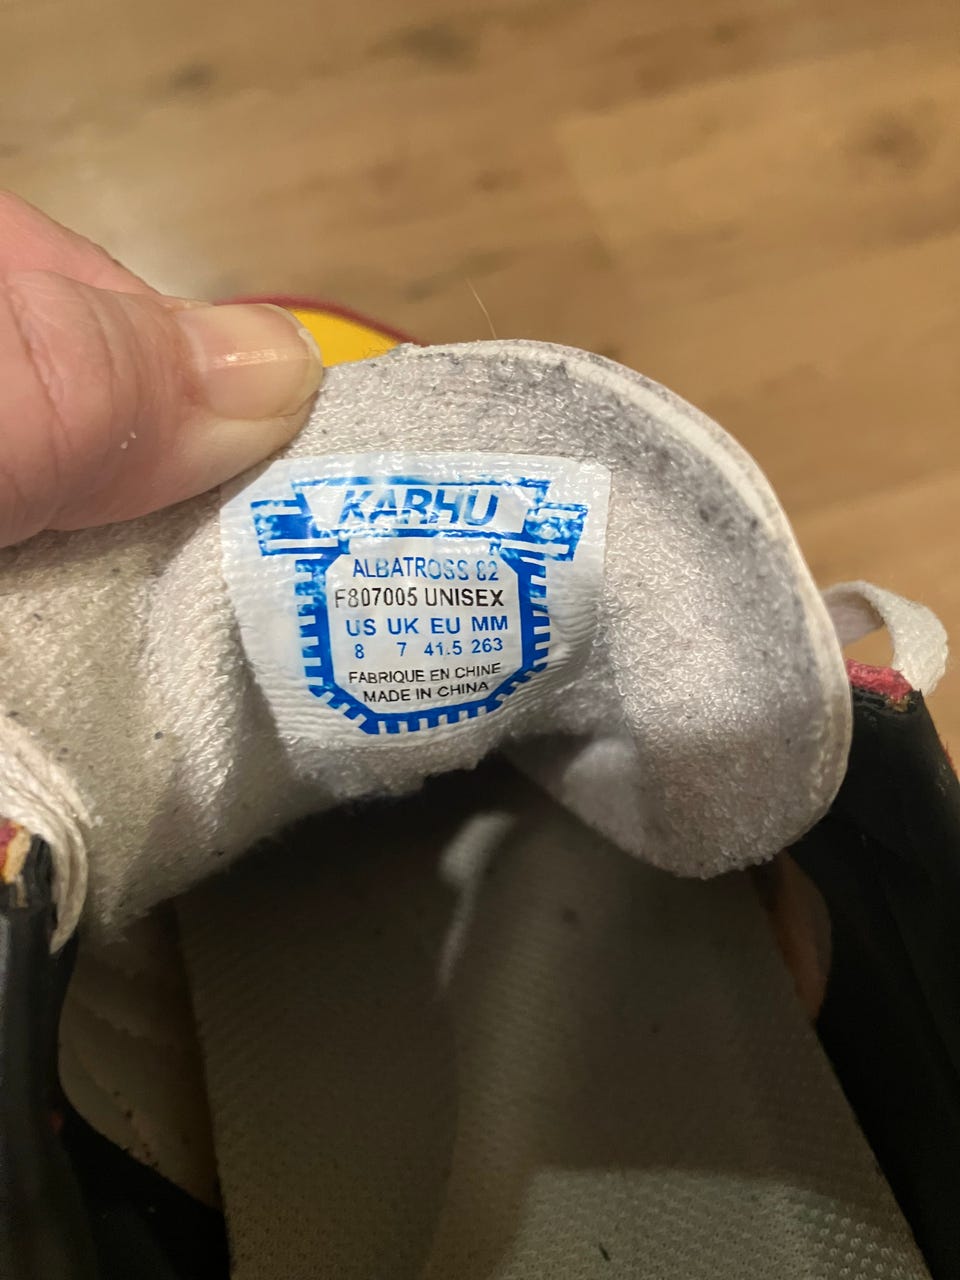 KARHU
ALBATROSS 82
F807005 UNISEX
US UK EU MM
8 7 41.5 263
FABRIQUE EN CHINE
MADE IN CHINA